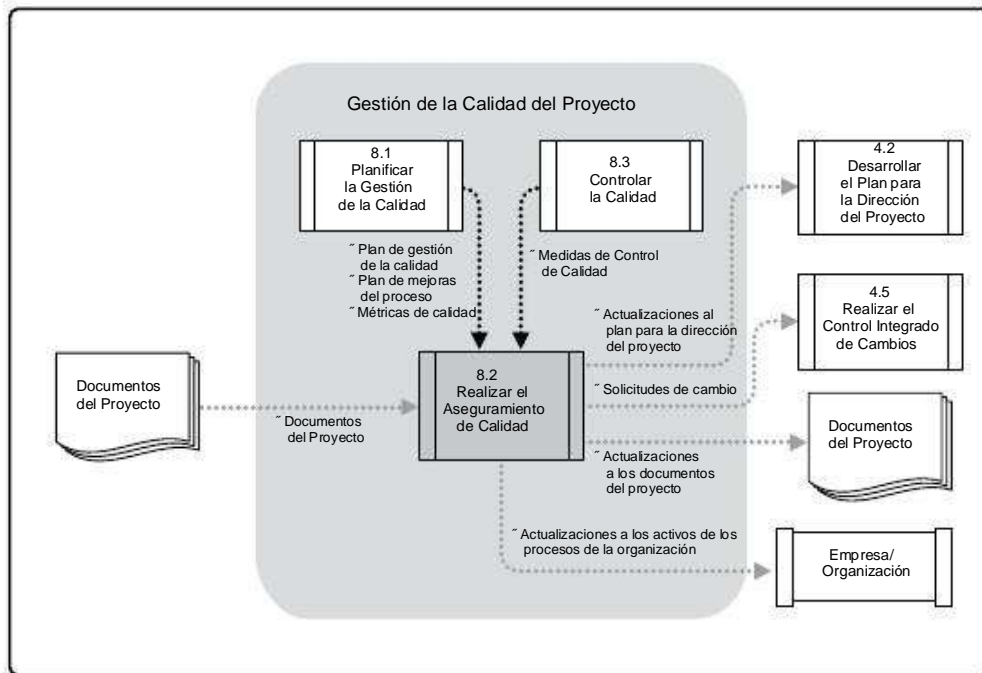 Gestión de la Calidad del Proyecto
8.1
Planificar
la Gestión
de la Calidad
8.3
Controlar
la Calidad
4.2
Desarrollar
el Plan para
la Dirección
del Proyecto
˝ Plan de gestión
de la calidad
˝ Plan de mejoras
del proceso
˝ Métricas de calidad
˝ Medidas de Control
de Calidad
4.5
Realizar el
Control Integrado
de Cambios
˝ Actualizaciones al
plan para la dirección
del proyecto
Documentos
del Proyecto
˝ Documentos
del Proyecto
8.2
Realizar el
Aseguramiento
de Calidad
˝ Solicitudes de cambio
Documentos
del Proyecto
˝ Actualizaciones
a los documentos
del proyecto
˝ Actualizaciones a los activos de los
procesos de la organización
Empresa/
Organización